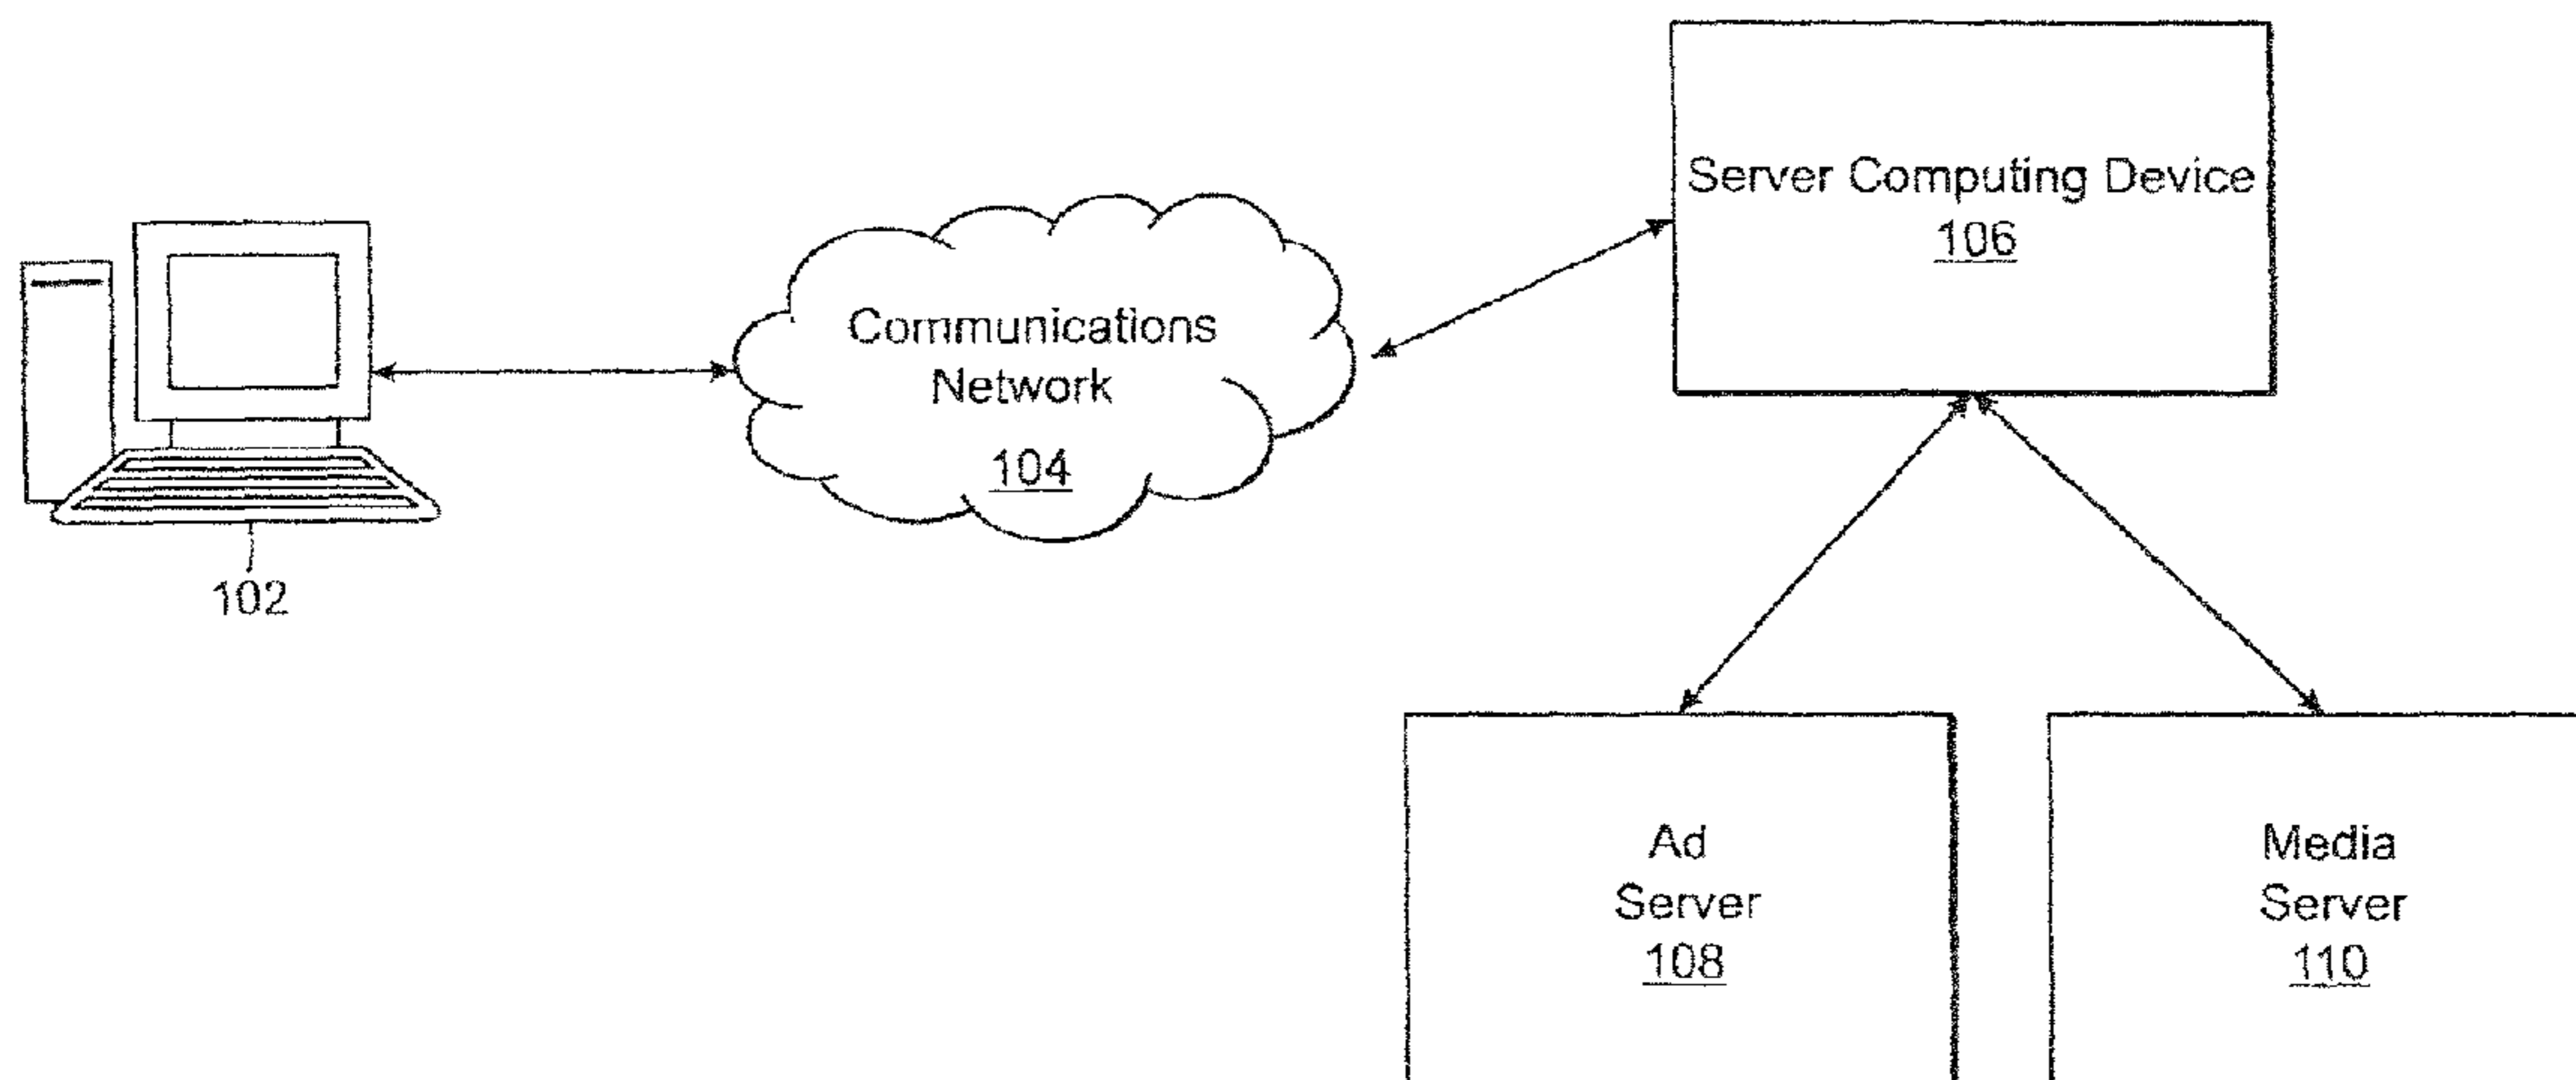 Server Computing Device
106
Communications
Network
104
102
Ad
Server
108
Media
Server
110